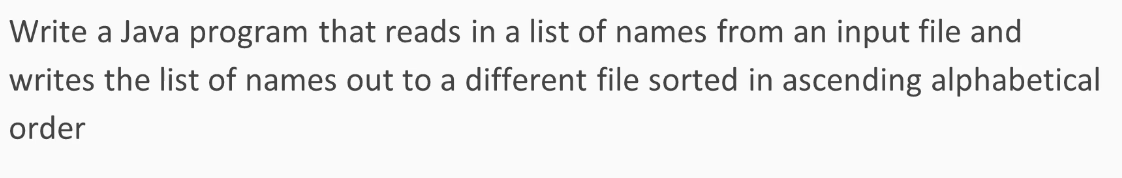 Write a Java program that reads in a list of names from an input file and
writes the list of names out to a different file sorted in ascending alphabetical
order